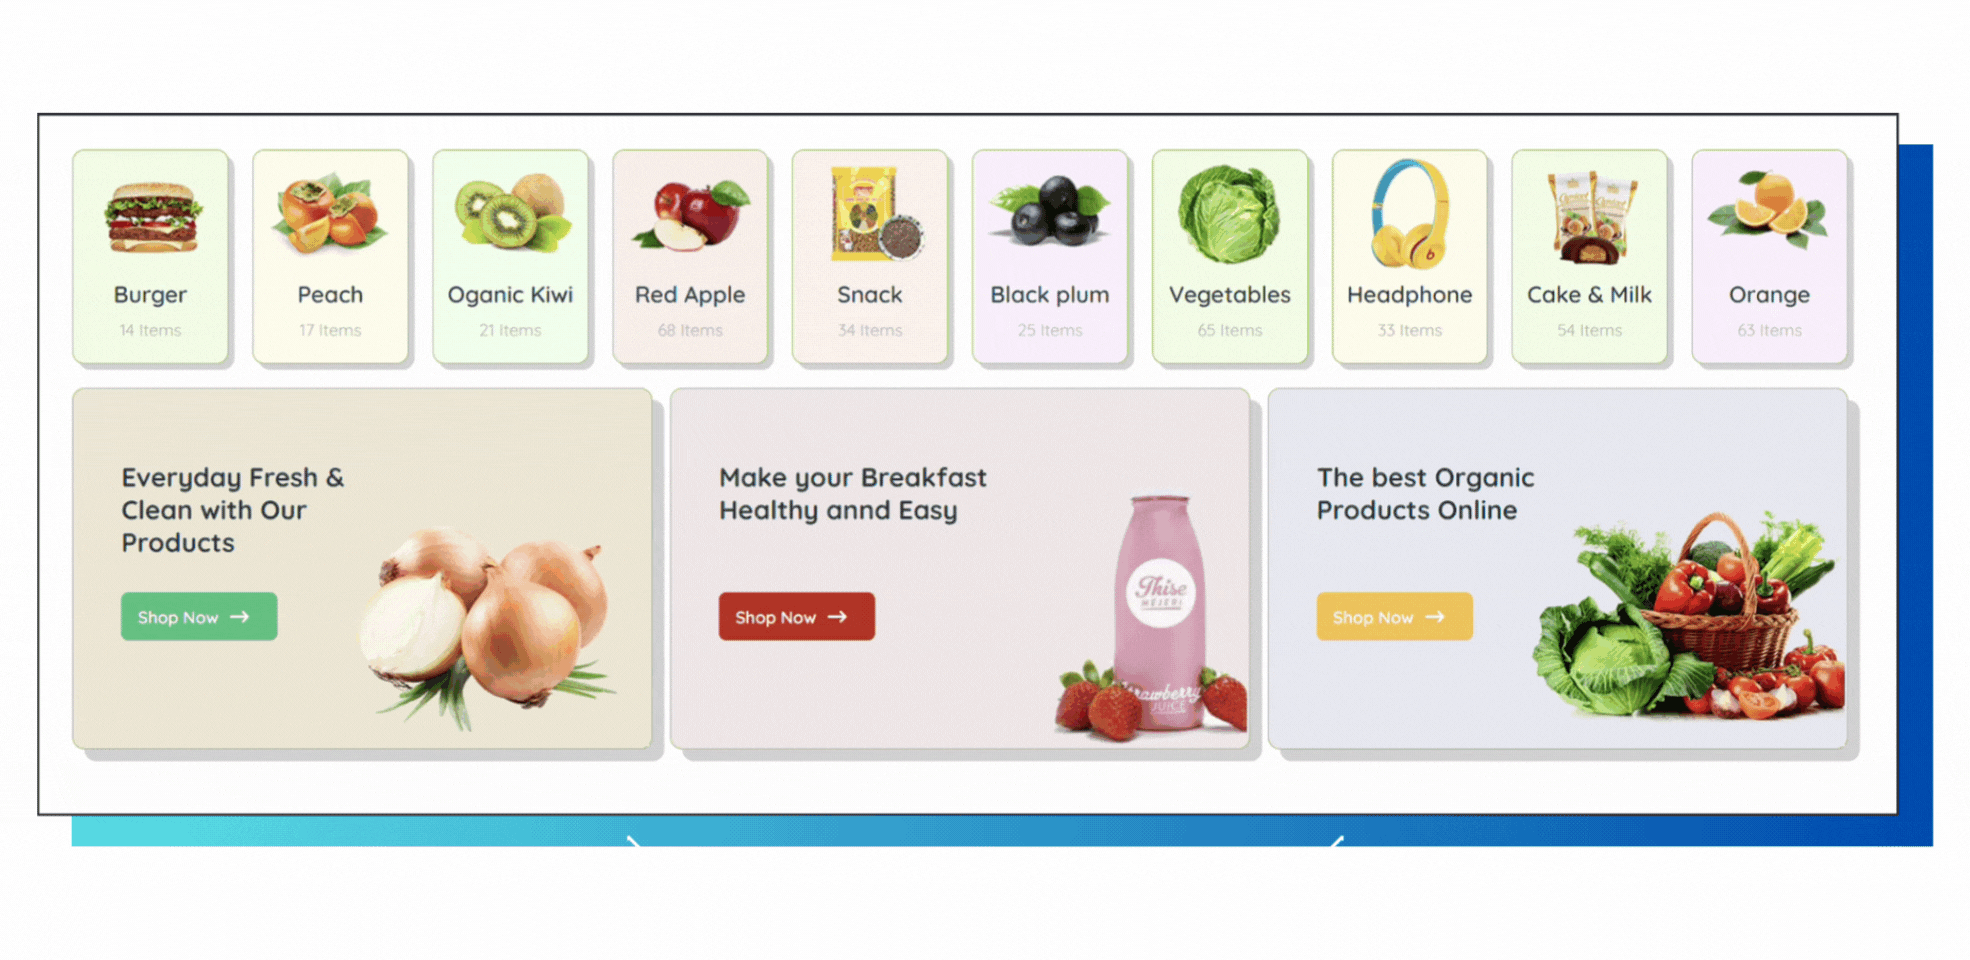 Burger
14 Items
Peach
17 Items
Oganic Kiwi
21 Items
Red Apple
68 Items
Snack
34 Items
Black plum
25 Items
Vegetables
65 Items
Headphone
33 Items
Cake & Milk
54 Items
Orange
63 Items
Everyday Fresh &
Clean with Our
Products
Shop Now
Make your Breakfast
Healthy annd Easy
Shop Now
Thise
MEJERI
JUICE
The best Organic
Products Online
Shop Now